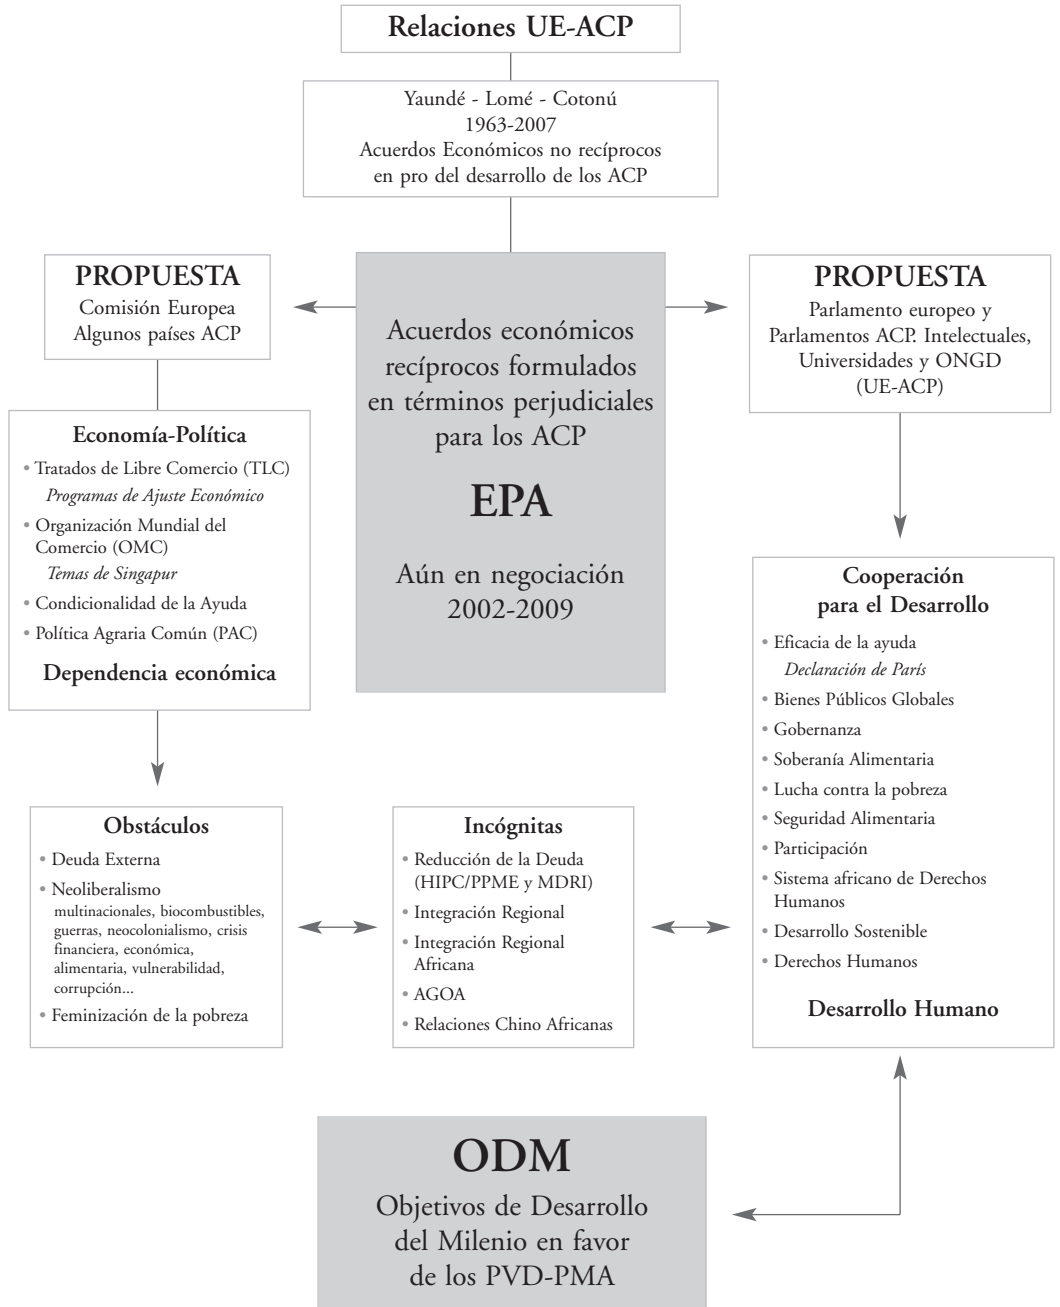 Relaciones UE-ACP
Yaundé - Lomé - Cotonú
1963-2007
Acuerdos Económicos no recíprocos
en pro del desarrollo de los ACP
PROPUESTA
Comisión Europea
Algunos países ACP
Acuerdos económicos
recíprocos formulados
en términos perjudiciales
para los ACP
EPA
Aún en negociación
2002-2009
PROPUESTA
Parlamento europeo y
Parlamentos ACP. Intelectuales,
Universidades y ONGD
(UE-ACP)
Economía-Política
• Tratados de Libre Comercio (TLC)
Programas de Ajuste Económico
• Organización Mundial del
Comercio (OMC)
Temas de Singapur
• Condicionalidad de la Ayuda
• Política Agraria Común (PAC)
Dependencia económica
Cooperación
para el Desarrollo
• Eficacia de la ayuda
Declaración de París
• Bienes Públicos Globales
• Gobernanza
• Soberanía Alimentaria
• Lucha contra la pobreza
• Seguridad Alimentaria
• Participación
• Sistema africano de Derechos
Humanos
• Desarrollo Sostenible
• Derechos Humanos
Desarrollo Humano
Obstáculos
• Deuda Externa
• Neoliberalismo
multinacionales, biocombustibles,
guerras, neocolonialismo, crisis
financiera, económica,
alimentaria, vulnerabilidad,
corrupción...
• Feminización de la pobreza
Incógnitas
• Reducción de la Deuda
(HIPC/PPME y MDRI)
• Integración Regional
• Integración Regional
Africana
• AGOA
• Relaciones Chino Africanas
ODM
Objetivos de Desarrollo
del Milenio en favor
de los PVD-PMA